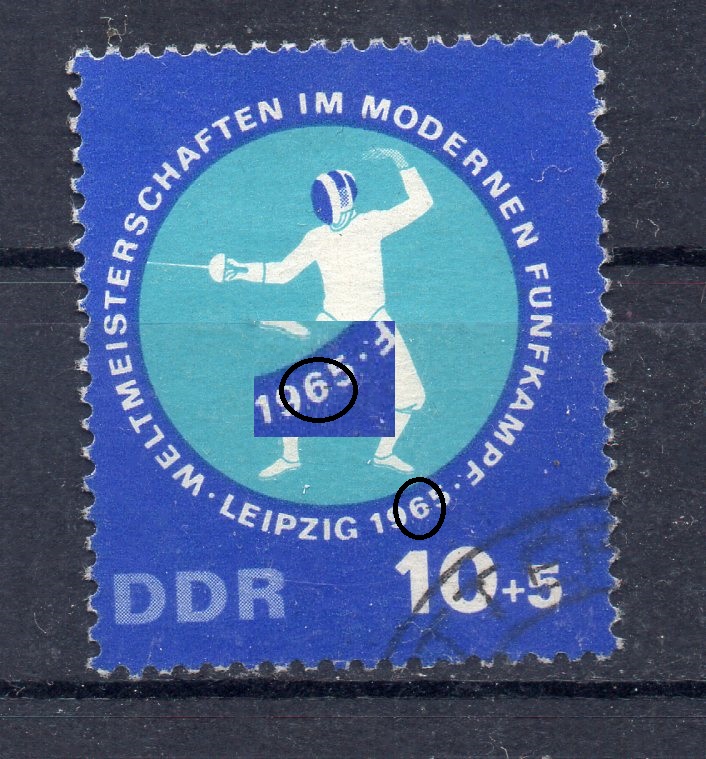 WELTMEISTERSCHAFTEN IM MODERNEN FÜNFKAMPF·
LEIPZIG 1965·
1965·
DDR
10+5